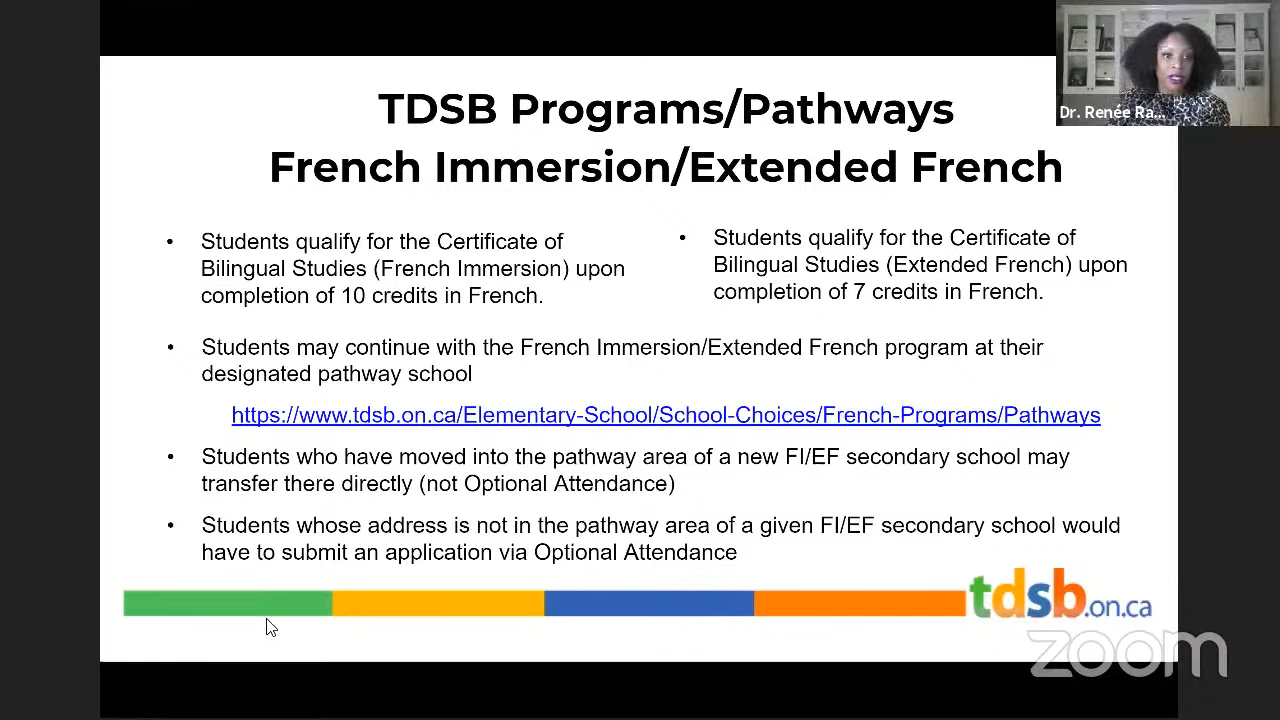 Dr. Renée Ra...
TDSB Programs/Pathways
French Immersion/Extended French
• Students qualify for the Certificate of
Bilingual Studies (French Immersion) upon
completion of 10 credits in French.
• Students qualify for the Certificate of
Bilingual Studies (Extended French) upon
completion of 7 credits in French.
• Students may continue with the French Immersion/Extended French program at their
designated pathway school
https://www.tdsb.on.ca/Elementary-School/School-Choices/French-Programs/Pathways
• Students who have moved into the pathway area of a new FI/EF secondary school may
transfer there directly (not Optional Attendance)
• Students whose address is not in the pathway area of a given FI/EF secondary school would
have to submit an application via Optional Attendance
tdsb.on.ca
zoom